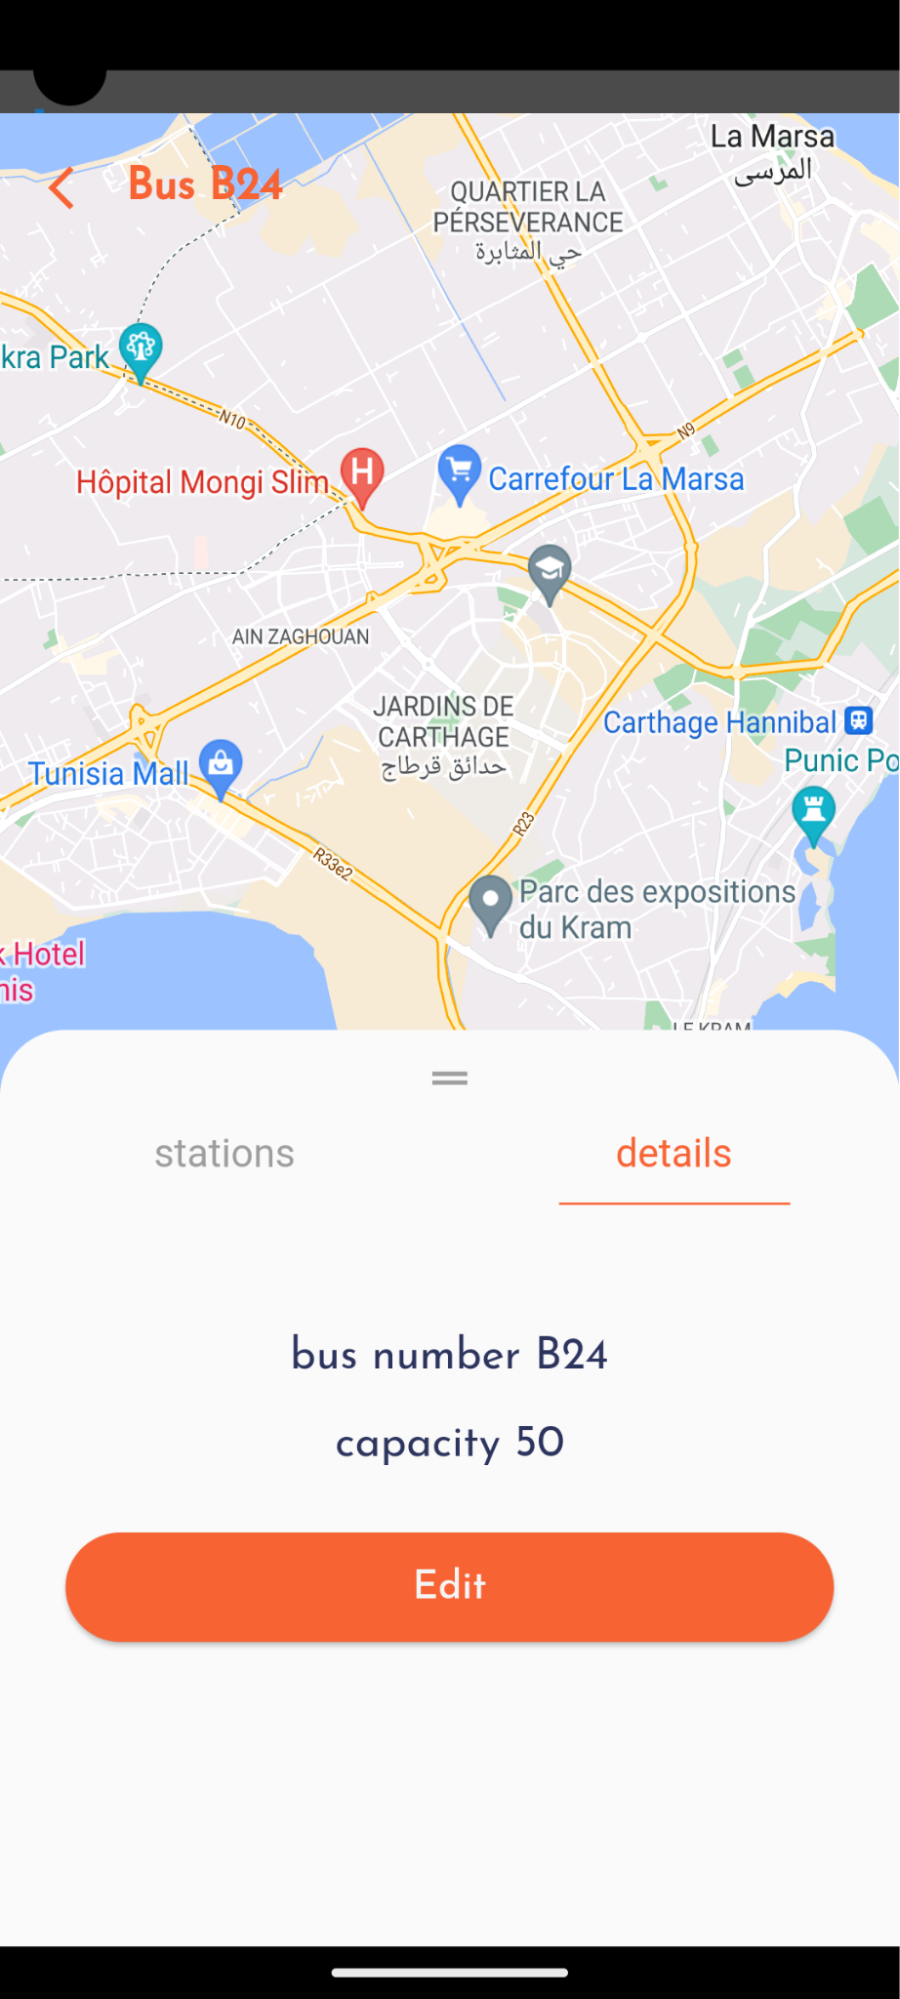 La Marsa
المرسى
Bus B24
QUARTIER LA
PERSEVERANCE
حي المثابرة
kra Park
N10
N9
Hôpital Mongi Slim
H
Carrefour La Marsa
AIN ZAGHOUAN
JARDINS DE
CARTHAGE
حدائق قرطاج
Carthage Hannibal
Punic Po
Tunisia Mall
R23
R33e2
Parc des expositions
du Kram
k Hotel
nis
LE KRAM
stations
details
bus number B24
capacity 50
Edit